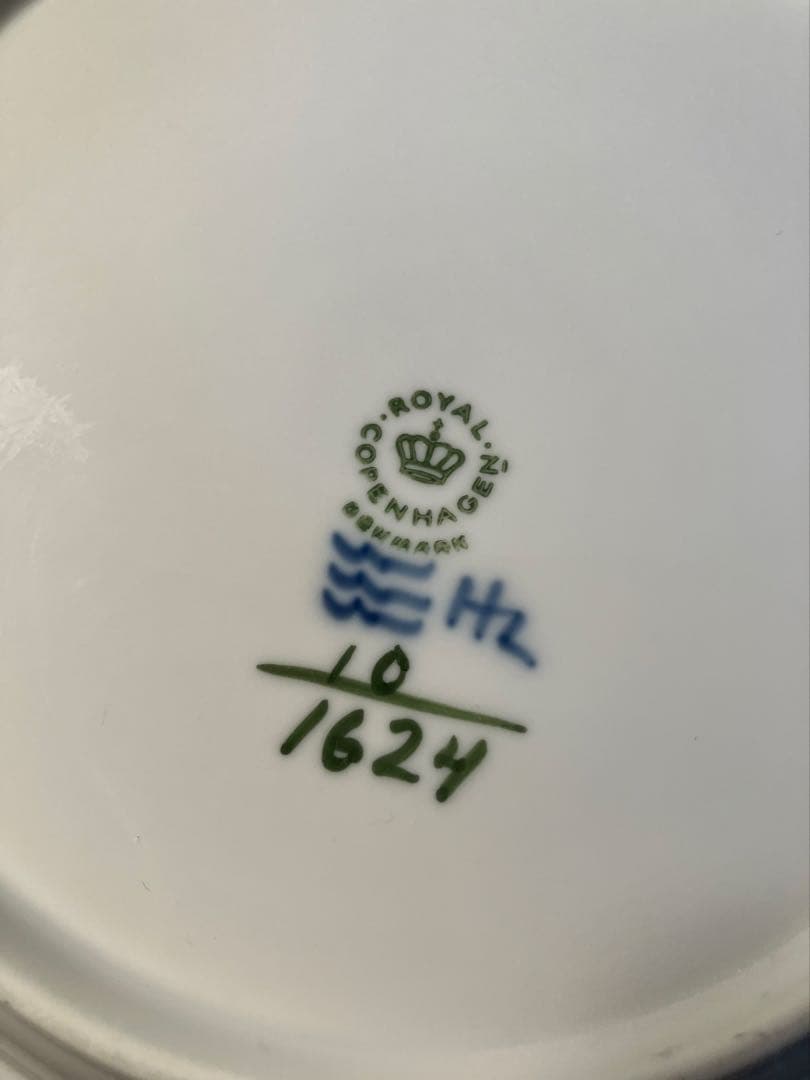 ROYAL · COPENHAGEN
DENMARK
Hz
10
1624